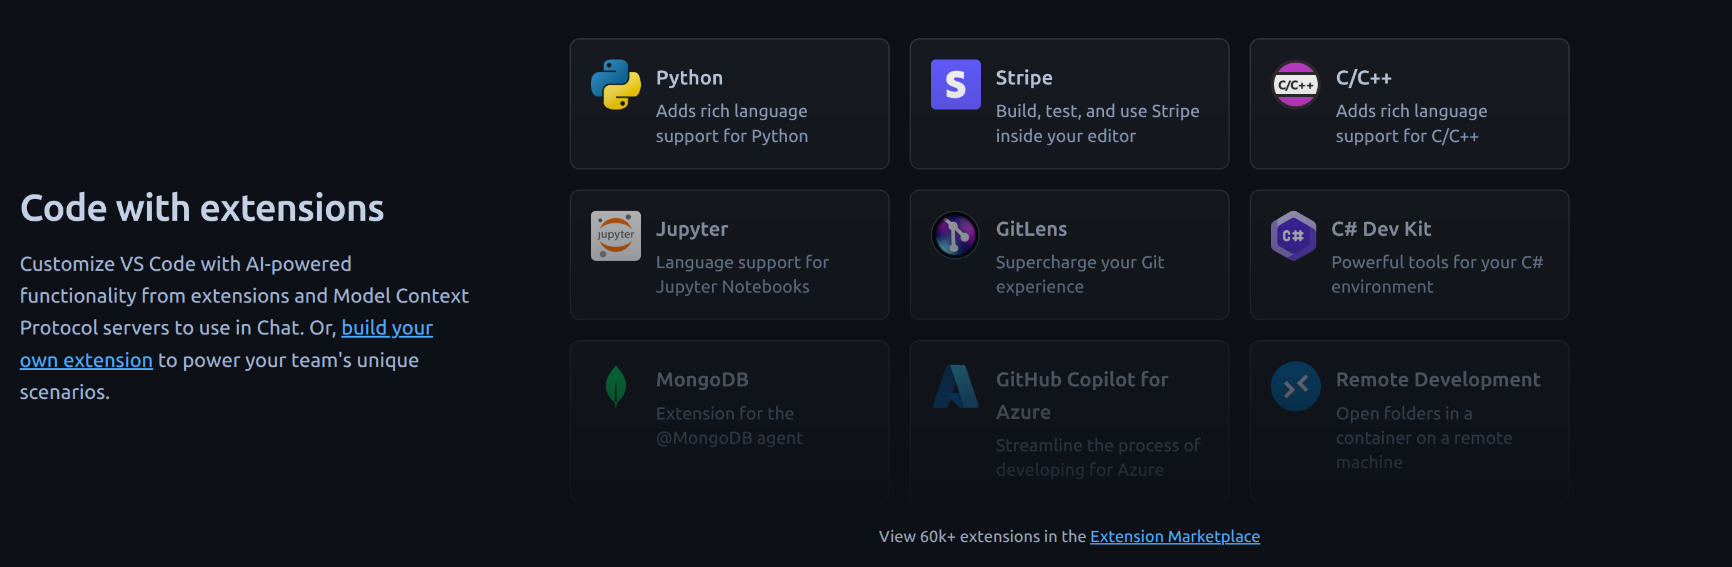 Code with extensions
Customize VS Code with AI-powered
functionality from extensions and Model Context
Protocol servers to use in Chat. Or, build your
own extension to power your team's unique
scenarios.
Python
Adds rich language
support for Python
S
Stripe
Build, test, and use Stripe
inside your editor
C/C++
C/C++
Adds rich language
support for C/C++
jupyter
Jupyter
Language support for
Jupyter Notebooks
GitLens
Supercharge your Git
experience
C#
C# Dev Kit
Powerful tools for your C#
environment
MongoDB
Extension for the
@MongoDB agent
GitHub Copilot for
Azure
Streamline the process of
developing for Azure
Remote Development
Open folders in a
container on a remote
machine
View 60k+ extensions in the Extension Marketplace